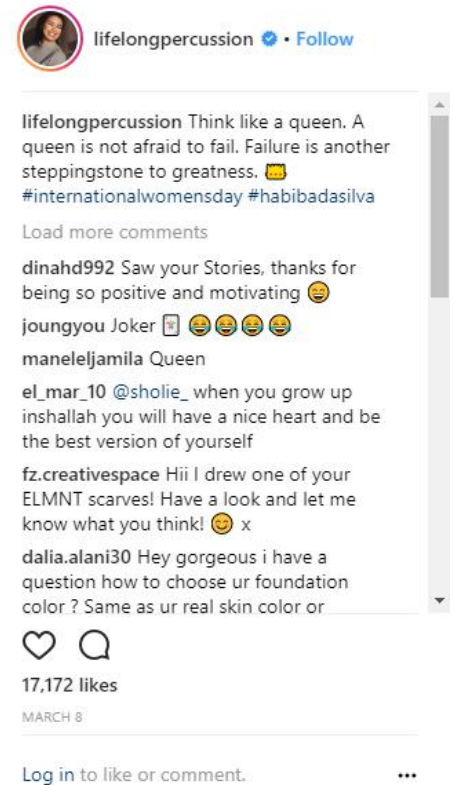 lifelongpercussion • Follow
lifelongpercussion Think like a queen. A
queen is not afraid to fail. Failure is another
steppingstone to greatness.
#internationalwomensday #habibadasilva
Load more comments
dinahd992 Saw your Stories, thanks for
being so positive and motivating 😄
joungyou Joker 🃏 😂😂😂😂
maneleljamila Queen
el_mar_10 @sholie_ when you grow up
inshallah you will have a nice heart and be
the best version of yourself
fz.creativespace Hii I drew one of your
ELMNT scarves! Have a look and let me
know what you think! 😊 x
dalia.alani30 Hey gorgeous i have a
question how to choose ur foundation
color ? Same as ur real skin color or
17,172 likes
MARCH 8
Log in to like or comment.